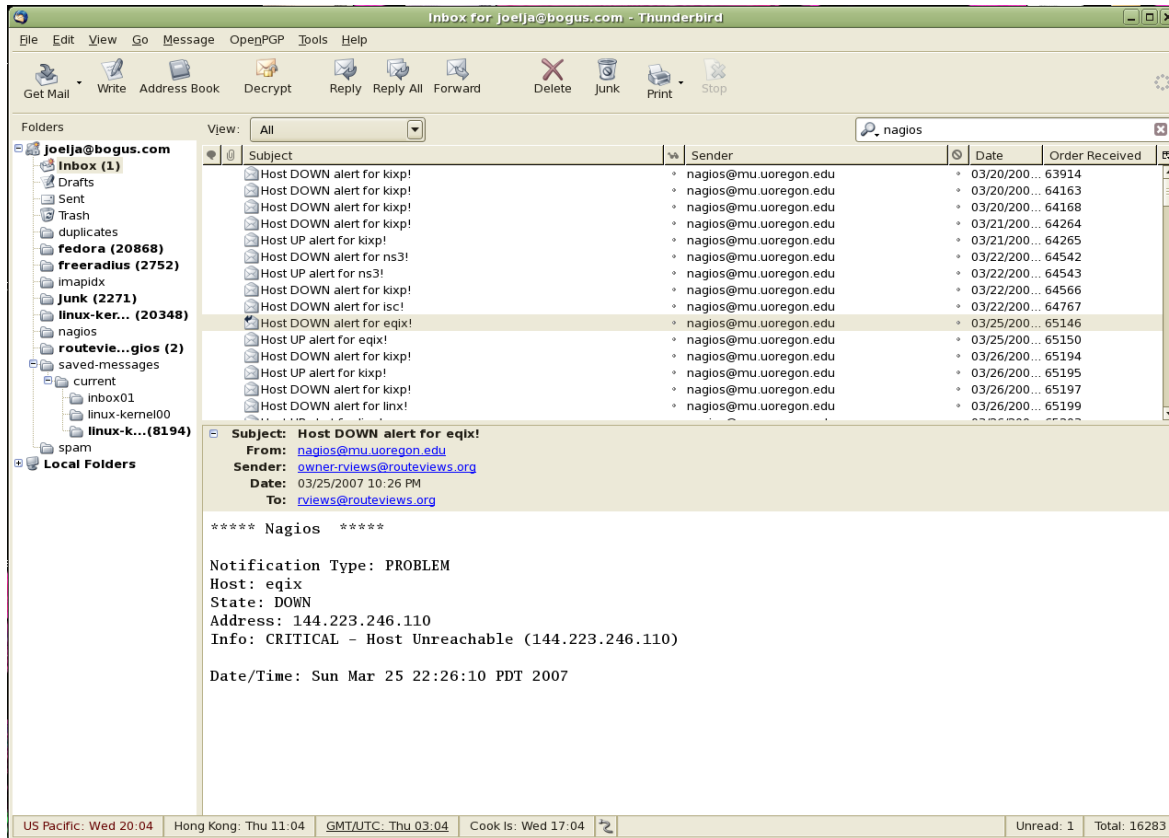 Inbox for joelja@bogus.com - Thunderbird
File Edit View Go Message OpenPGP Tools Help
Get Mail Write Address Book Decrypt Reply Reply All Forward Delete Junk Print Stop
Folders
joelja@bogus.com
Inbox (1)
Drafts
Sent
Trash
duplicates
fedora (20868)
freeradius (2752)
imapidx
Junk (2271)
linux-ker... (20348)
nagios
routevie...gios (2)
saved-messages
current
inbox01
linux-kernel00
linux-k...(8194)
spam
Local Folders
View: All nagios
Subject Sender Date Order Received
Host DOWN alert for kixp! nagios@mu.uoregon.edu 03/20/200... 63914
Host DOWN alert for kixp! nagios@mu.uoregon.edu 03/20/200... 64163
Host DOWN alert for kixp! nagios@mu.uoregon.edu 03/20/200... 64168
Host DOWN alert for kixp! nagios@mu.uoregon.edu 03/21/200... 64264
Host UP alert for kixp! nagios@mu.uoregon.edu 03/21/200... 64265
Host DOWN alert for ns3! nagios@mu.uoregon.edu 03/22/200... 64542
Host UP alert for ns3! nagios@mu.uoregon.edu 03/22/200... 64543
Host DOWN alert for kixp! nagios@mu.uoregon.edu 03/22/200... 64566
Host DOWN alert for isc! nagios@mu.uoregon.edu 03/22/200... 64767
Host DOWN alert for eqix! nagios@mu.uoregon.edu 03/25/200... 65146
Host UP alert for eqix! nagios@mu.uoregon.edu 03/25/200... 65150
Host DOWN alert for kixp! nagios@mu.uoregon.edu 03/26/200... 65194
Host UP alert for kixp! nagios@mu.uoregon.edu 03/26/200... 65195
Host DOWN alert for kixp! nagios@mu.uoregon.edu 03/26/200... 65197
Host DOWN alert for linx! nagios@mu.uoregon.edu 03/26/200... 65199
Subject: Host DOWN alert for eqix!
From: nagios@mu.uoregon.edu
Sender: owner-rviews@routeviews.org
Date: 03/25/2007 10:26 PM
To: rviews@routeviews.org
***** Nagios *****
Notification Type: PROBLEM
Host: eqix
State: DOWN
Address: 144.223.246.110
Info: CRITICAL - Host Unreachable (144.223.246.110)
Date/Time: Sun Mar 25 22:26:10 PDT 2007
US Pacific: Wed 20:04 Hong Kong: Thu 11:04 GMT/UTC: Thu 03:04 Cook Is: Wed 17:04 Unread: 1 Total: 16283